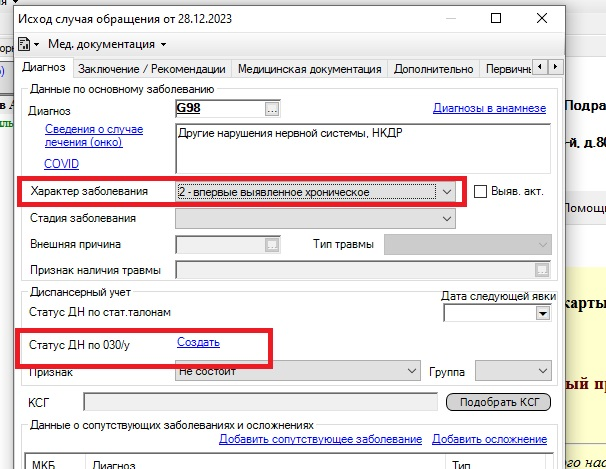 Исход случая обращения от 28.12.2023
Мед. документация
Диагноз Заключение / Рекомендации Медицинская документация Дополнительно Первичны
Данные по основному заболеванию
Диагноз G98 ... Диагнозы в анамнезе
Сведения о случае лечения (онко)
COVID
Другие нарушения нервной системы, НКДР
Характер заболевания 2 - впервые выявленное хроническое Выяв. акт.
Стадия заболевания
Внешняя причина ... Тип травмы
Признак наличия травмы ...
Диспансерный учет
Дата следующей явки
Статус ДН по стат.талонам
Статус ДН по 030/у Создать
Признак Не состоит Группа
КСГ Подобрать КСГ
Данные о сопутствующих заболеваниях и осложнениях
Добавить сопутствующее заболевание Добавить осложнение
МКБ Диагноз
Подра
-й, д.80
Помощи
карты
ый пр